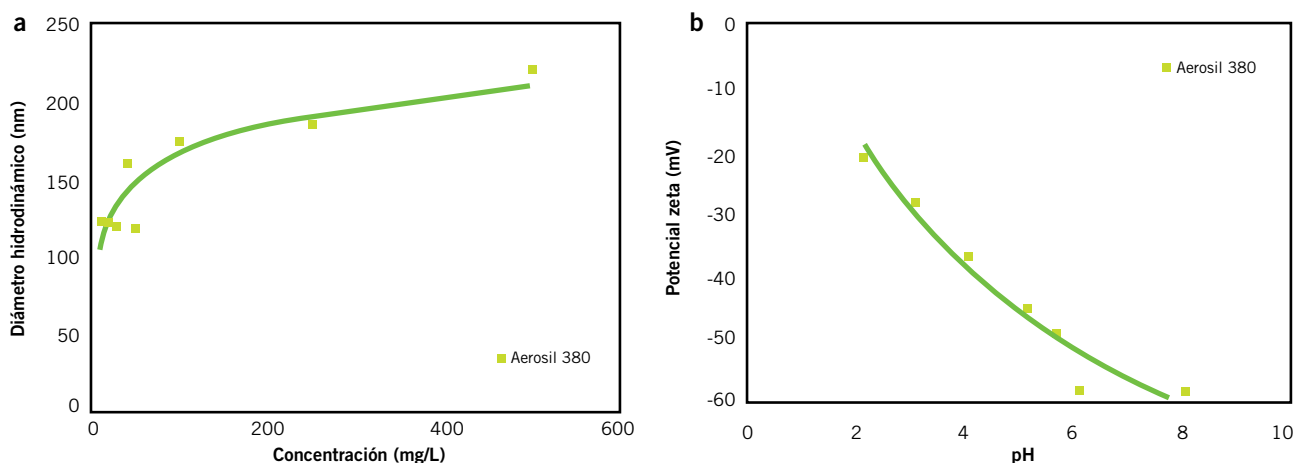 a
Diámetro hidrodinámico (nm)
250
200
150
100
50
0
Aerosil 380
0 200 400 600
Concentración (mg/L)
b
Potencial zeta (mV)
0
-10
-20
-30
-40
-50
-60
Aerosil 380
0 2 4 6 8 10
pH